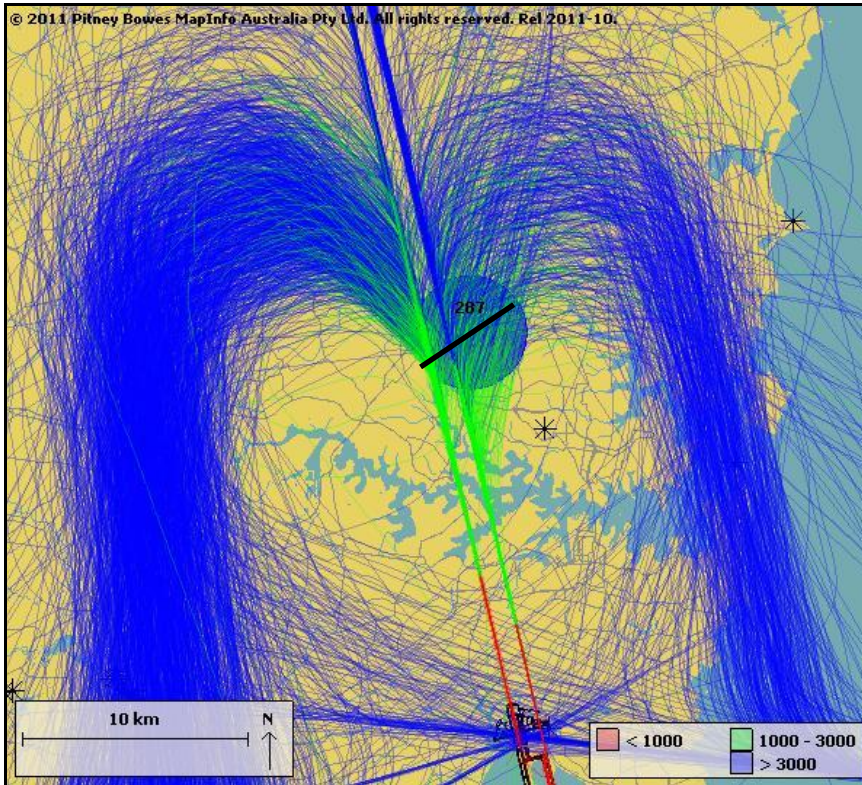 © 2011 Pitney Bowes MapInfo Australia Pty Ltd. All rights reserved. Rel 2011-10.
287
10 km
N
< 1000
1000 - 3000
> 3000